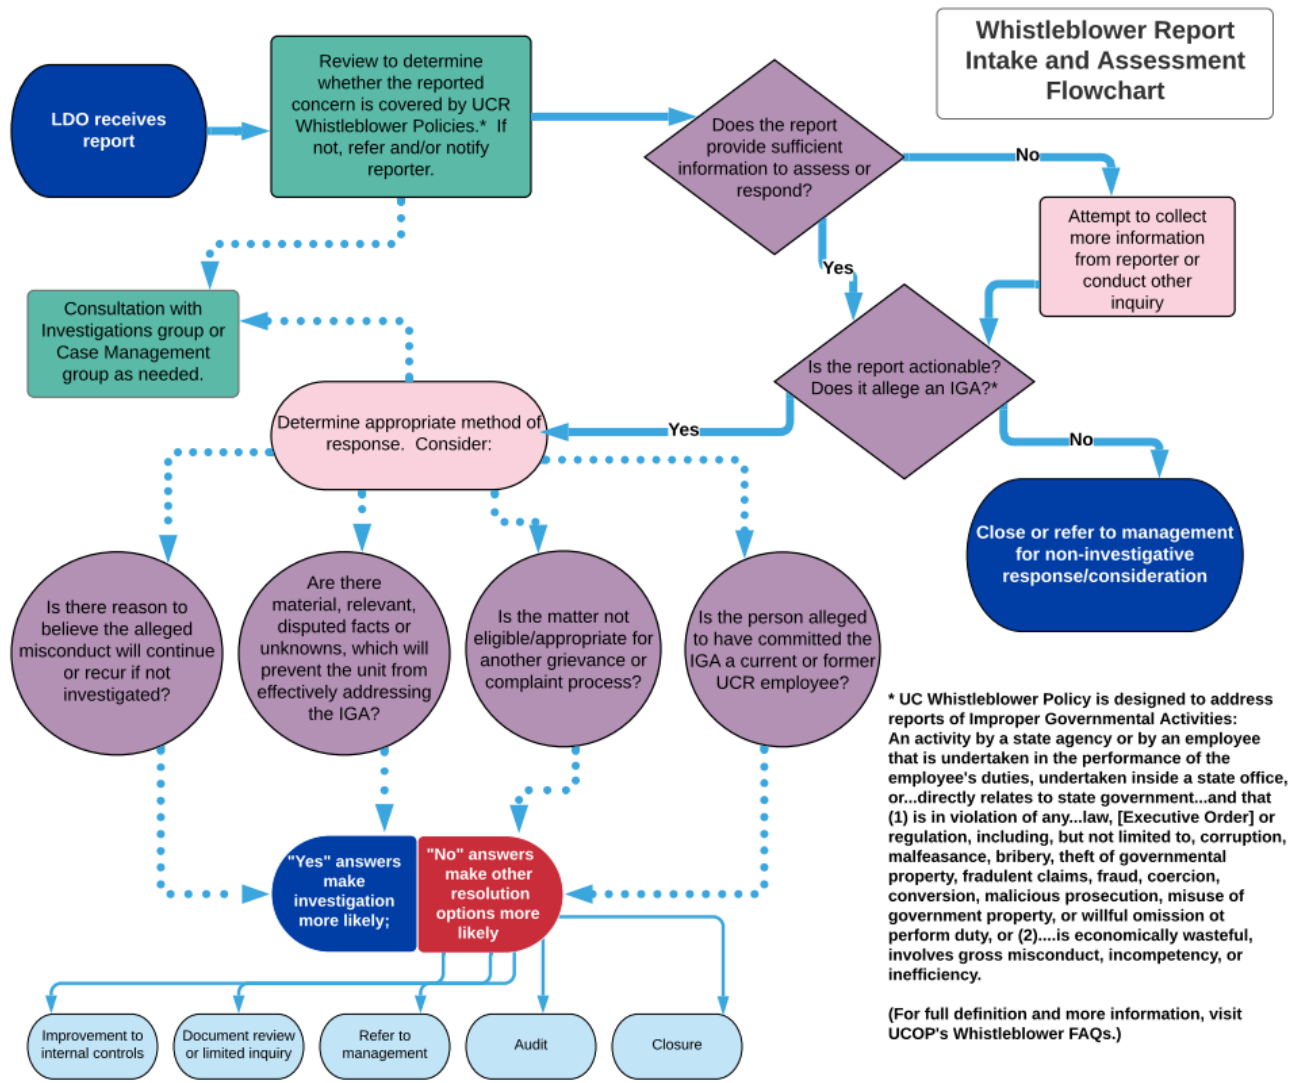 Whistleblower Report
Intake and Assessment
Flowchart
LDO receives
report
Review to determine
whether the reported
concern is covered by UCR
Whistleblower Policies.* If
not, refer and/or notify
reporter.
Does the report
provide sufficient
information to assess or
respond?
No
Attempt to collect
more information
from reporter or
conduct other
inquiry
Yes
Consultation with
Investigations group or
Case Management
group as needed.
Is the report actionable?
Does it allege an IGA?*
Yes
No
Determine appropriate method of
response. Consider:
Close or refer to management
for non-investigative
response/consideration
Is there reason to
believe the alleged
misconduct will continue
or recur if not
investigated?
Are there
material, relevant,
disputed facts or
unknowns, which will
prevent the unit from
effectively addressing
the IGA?
Is the matter not
eligible/appropriate for
another grievance or
complaint process?
Is the person alleged
to have committed the
IGA a current or former
UCR employee?
"Yes" answers
make
investigation
more likely;
"No" answers
make other
resolution
options more
likely
Improvement to
internal controls
Document review
or limited inquiry
Refer to
management
Audit
Closure
* UC Whistleblower Policy is designed to address
reports of Improper Governmental Activities:
An activity by a state agency or by an employee
that is undertaken in the performance of the
employee's duties, undertaken inside a state office,
or...directly relates to state government...and that
(1) is in violation of any...law, [Executive Order] or
regulation, including, but not limited to, corruption,
malfeasance, bribery, theft of governmental
property, fradulent claims, fraud, coercion,
conversion, malicious prosecution, misuse of
government property, or willful omission ot
perform duty, or (2)....is economically wasteful,
involves gross misconduct, incompetency, or
inefficiency.
(For full definition and more information, visit
UCOP's Whistleblower FAQs.)